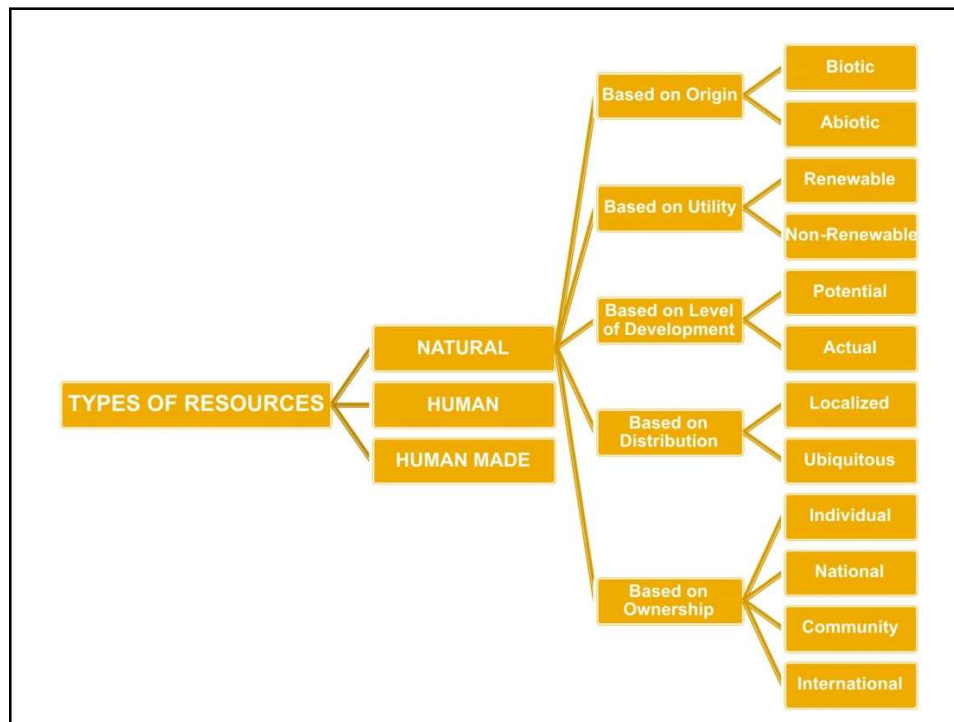 TYPES OF RESOURCES
NATURAL
HUMAN
HUMAN MADE
Based on Origin
Biotic
Abiotic
Based on Utility
Renewable
Non-Renewable
Based on Level
of Development
Potential
Actual
Based on
Distribution
Localized
Ubiquitous
Based on
Ownership
Individual
National
Community
International